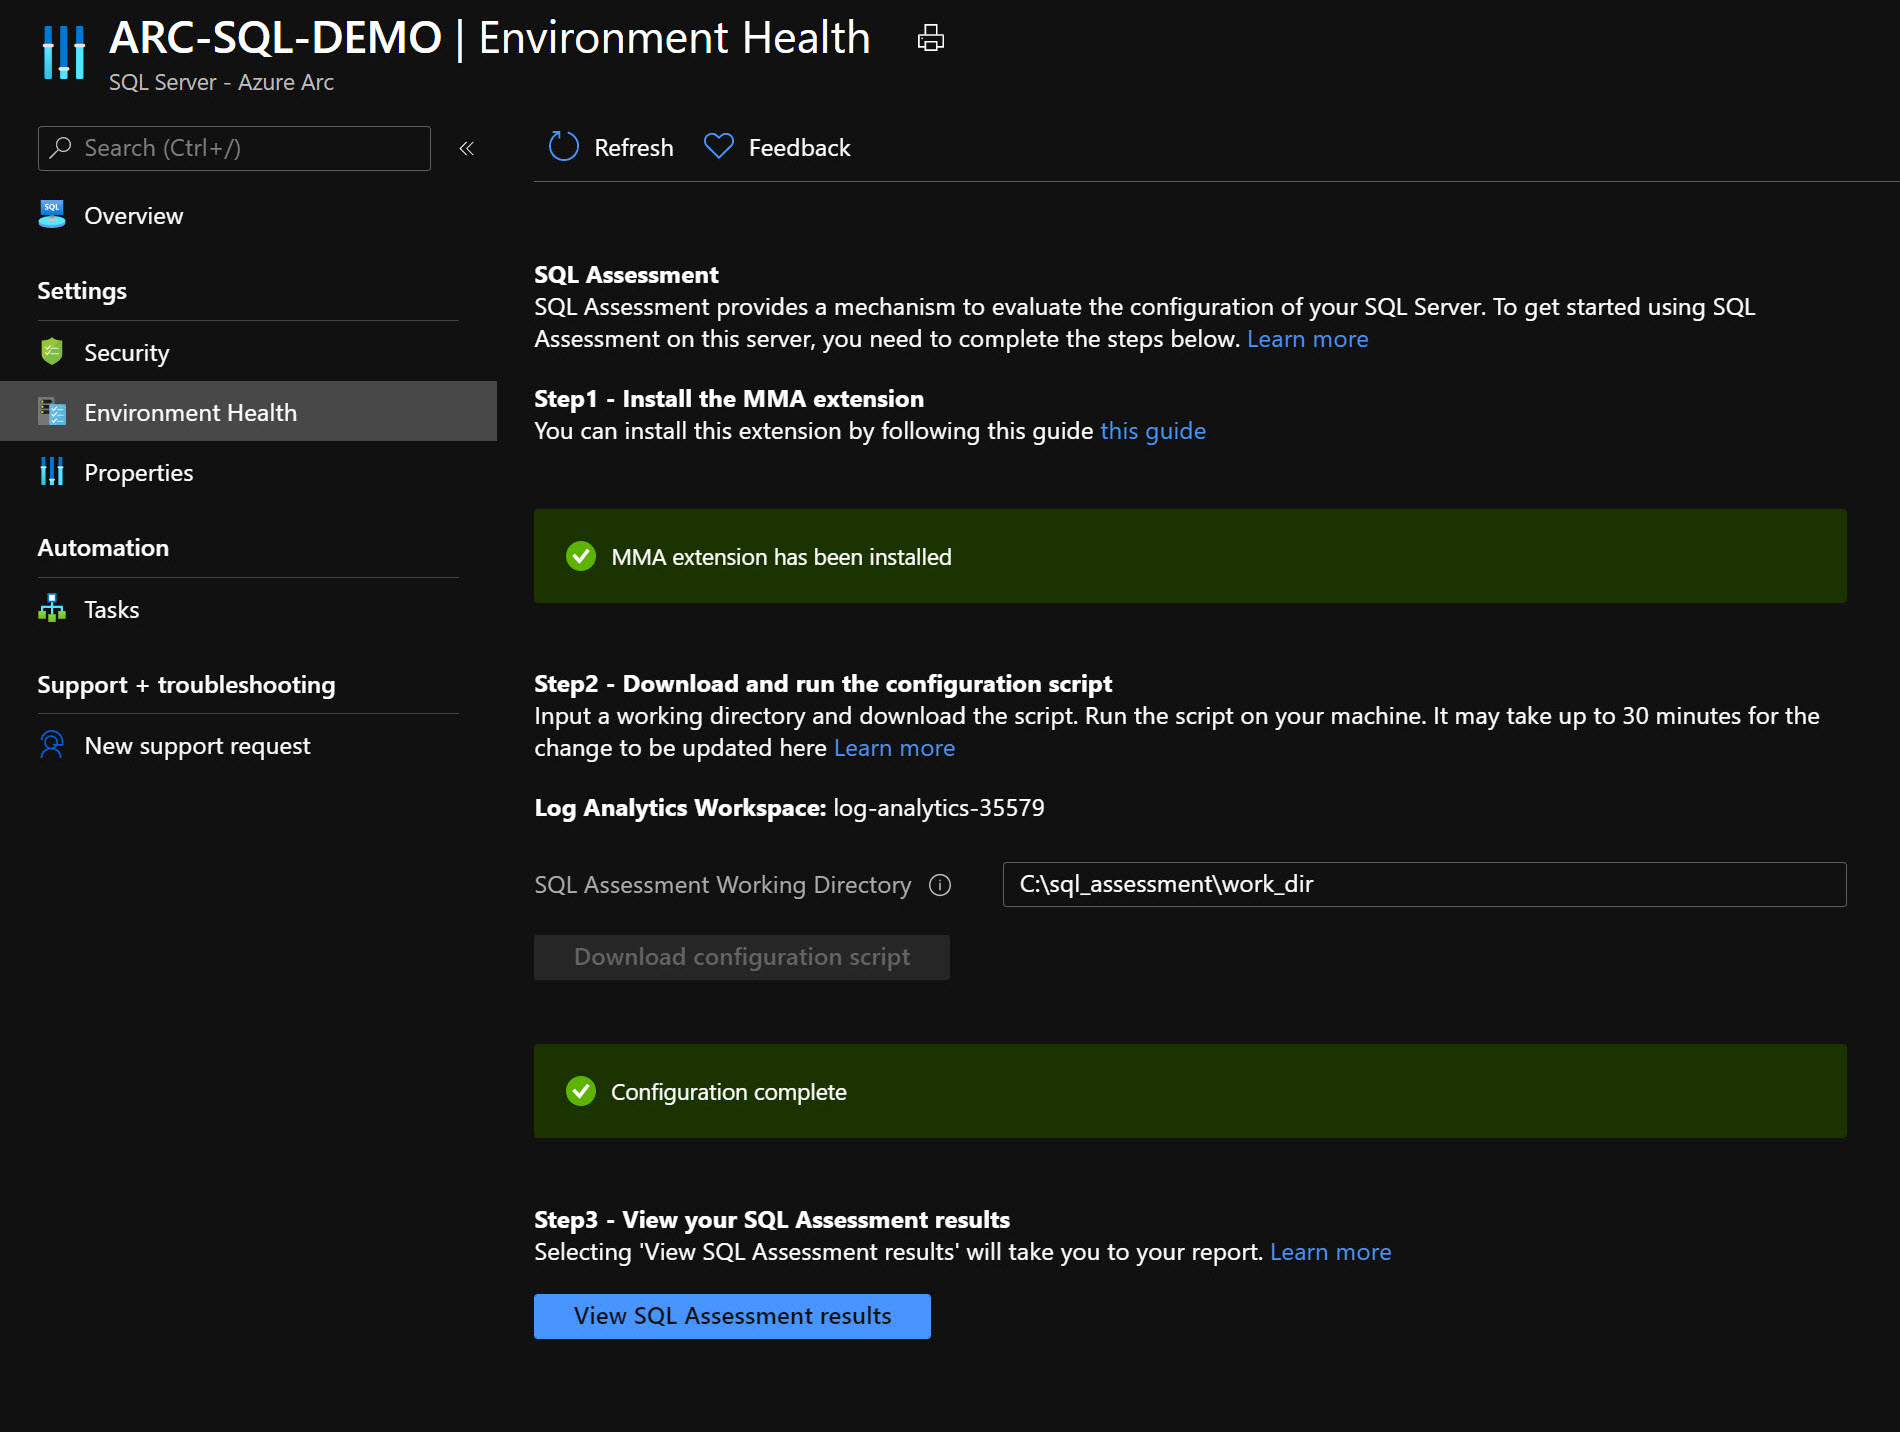 ARC-SQL-DEMO | Environment Health
SQL Server - Azure Arc
Search (Ctrl+/)
«
Refresh
Feedback
SQL
Overview
Settings
Security
Environment Health
Properties
Automation
Tasks
Support + troubleshooting
New support request
SQL Assessment
SQL Assessment provides a mechanism to evaluate the configuration of your SQL Server. To get started using SQL
Assessment on this server, you need to complete the steps below. Learn more
Step1 - Install the MMA extension
You can install this extension by following this guide this guide
MMA extension has been installed
Step2 - Download and run the configuration script
Input a working directory and download the script. Run the script on your machine. It may take up to 30 minutes for the
change to be updated here Learn more
Log Analytics Workspace: log-analytics-35579
SQL Assessment Working Directory
C:\sql_assessment\work_dir
Download configuration script
Configuration complete
Step3 - View your SQL Assessment results
Selecting 'View SQL Assessment results' will take you to your report. Learn more
View SQL Assessment results